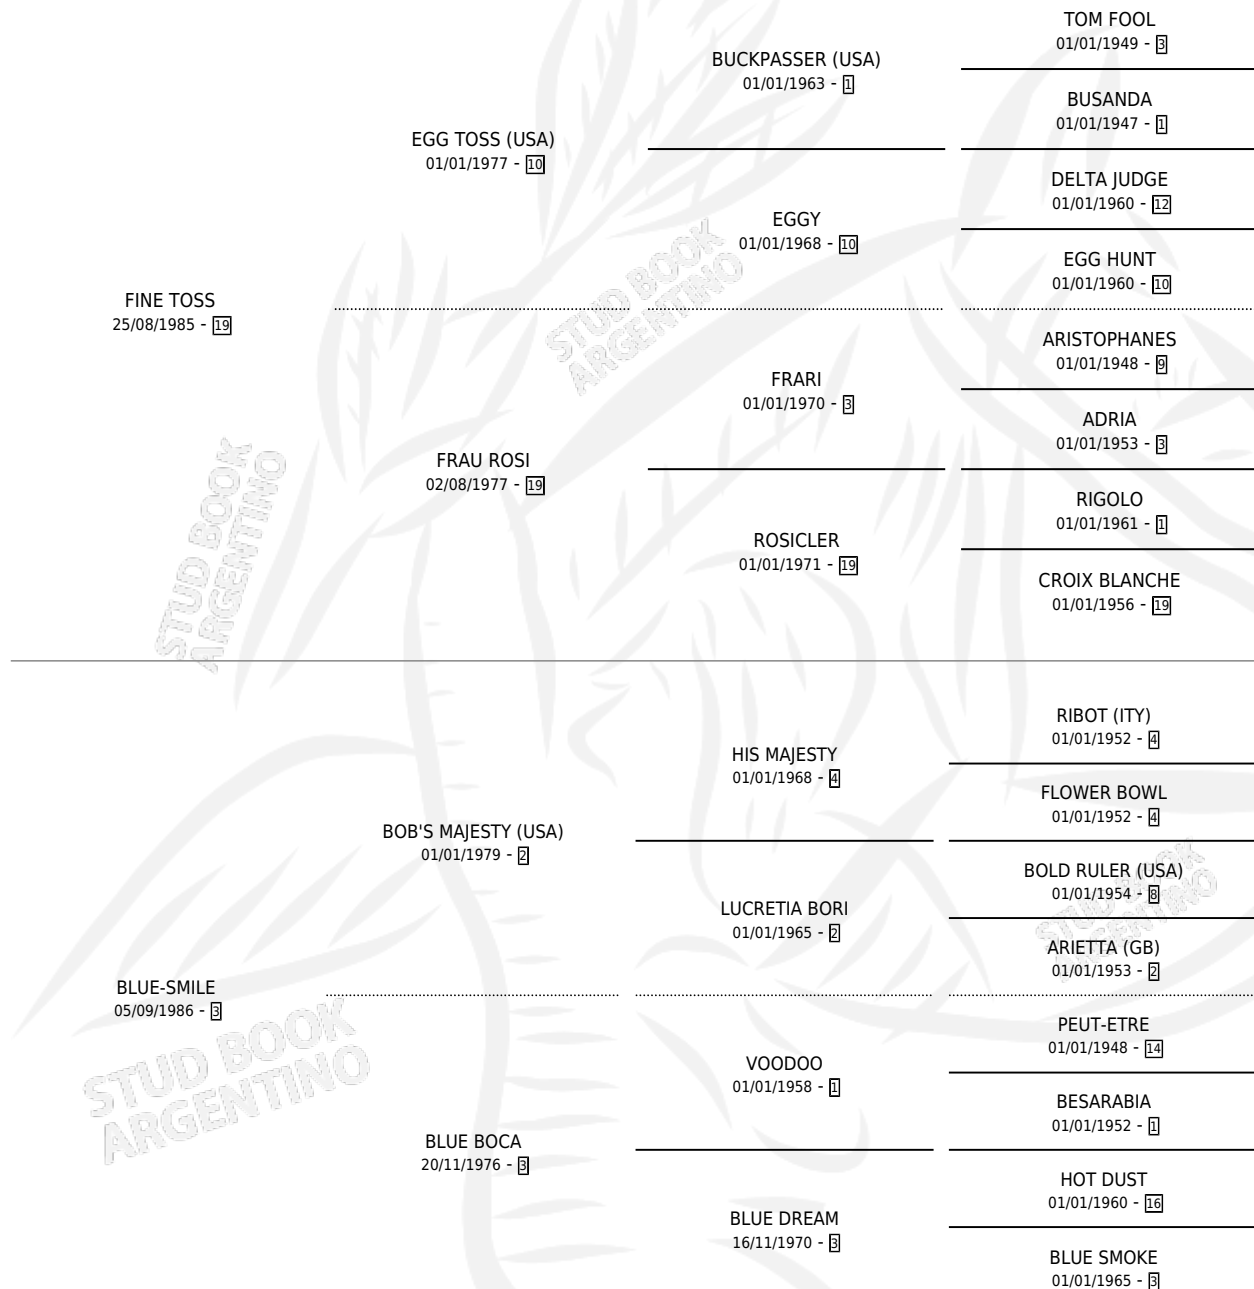 TOM FOOL
01/01/1949 - 3
BUCKPASSER (USA)
01/01/1963 - 1
BUSANDA
01/01/1947 - 1
EGG TOSS (USA)
01/01/1977 - 10
DELTA JUDGE
01/01/1960 - 12
EGGY
01/01/1968 - 10
EGG HUNT
01/01/1960 - 10
FINE TOSS
25/08/1985 - 19
STUD BOOK
ARGENTINO
ARISTOPHANES
01/01/1948 - 9
FRARI
01/01/1970 - 3
ADRIA
01/01/1953 - 3
FRAU ROSI
02/08/1977 - 19
RIGOLO
01/01/1961 - 1
ROSICLER
01/01/1971 - 19
CROIX BLANCHE
01/01/1956 - 19
STUD BOOK
ARGENTINO
RIBOT (ITY)
01/01/1952 - 4
HIS MAJESTY
01/01/1968 - 4
FLOWER BOWL
01/01/1952 - 4
BOB'S MAJESTY (USA)
01/01/1979 - 2
BOLD RULER (USA)
01/01/1954 - 8
LUCRETIA BORI
01/01/1965 - 2
STUD BOOK
ARGENTINO
ARIETTA (GB)
01/01/1953 - 2
BLUE-SMILE
05/09/1986 - 3
PEUT-ETRE
01/01/1948 - 14
VOODOO
01/01/1958 - 1
STUD BOOK
ARGENTINO
BESARABIA
01/01/1952 - 1
BLUE BOCA
20/11/1976 - 3
HOT DUST
01/01/1960 - 16
BLUE DREAM
16/11/1970 - 3
BLUE SMOKE
01/01/1965 - 3